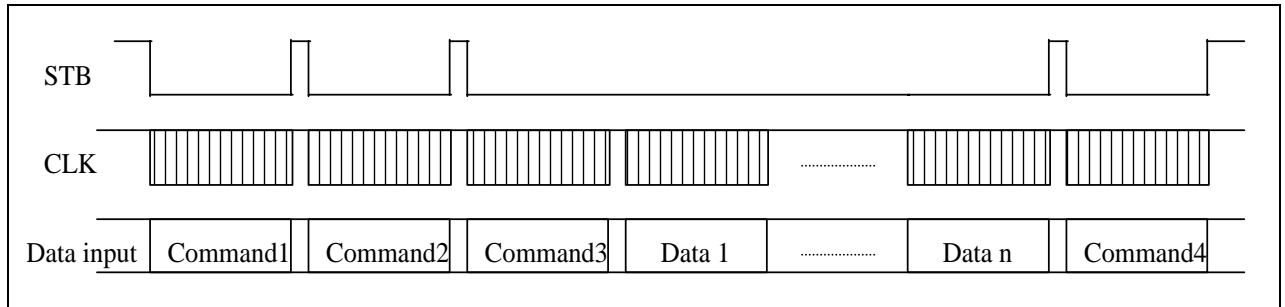 STB
CLK
....................
Data input Command1 Command2 Command3 Data 1 .................... Data n Command4